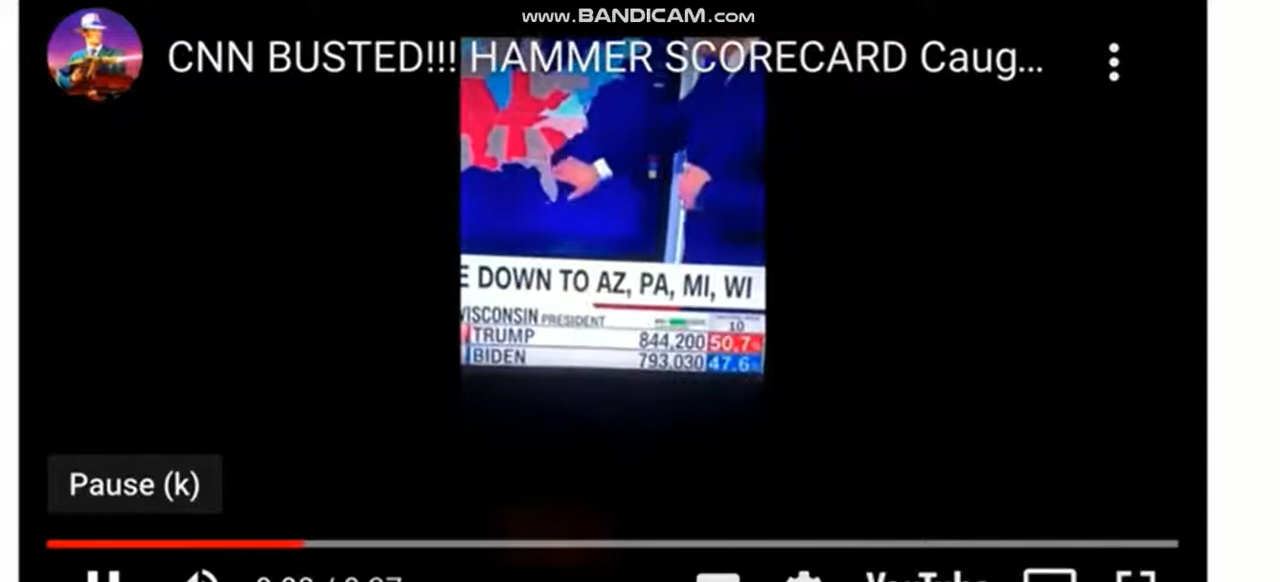 www.BANDICAM.com
CNN BUSTED!!! HAMMER SCORECARD Caug...
E DOWN TO AZ, PA, MI, WI
WISCONSIN PRESIDENT
10
TRUMP 844,200 50.7%
BIDEN 793,030 47.6%
Pause (k)
YouTube